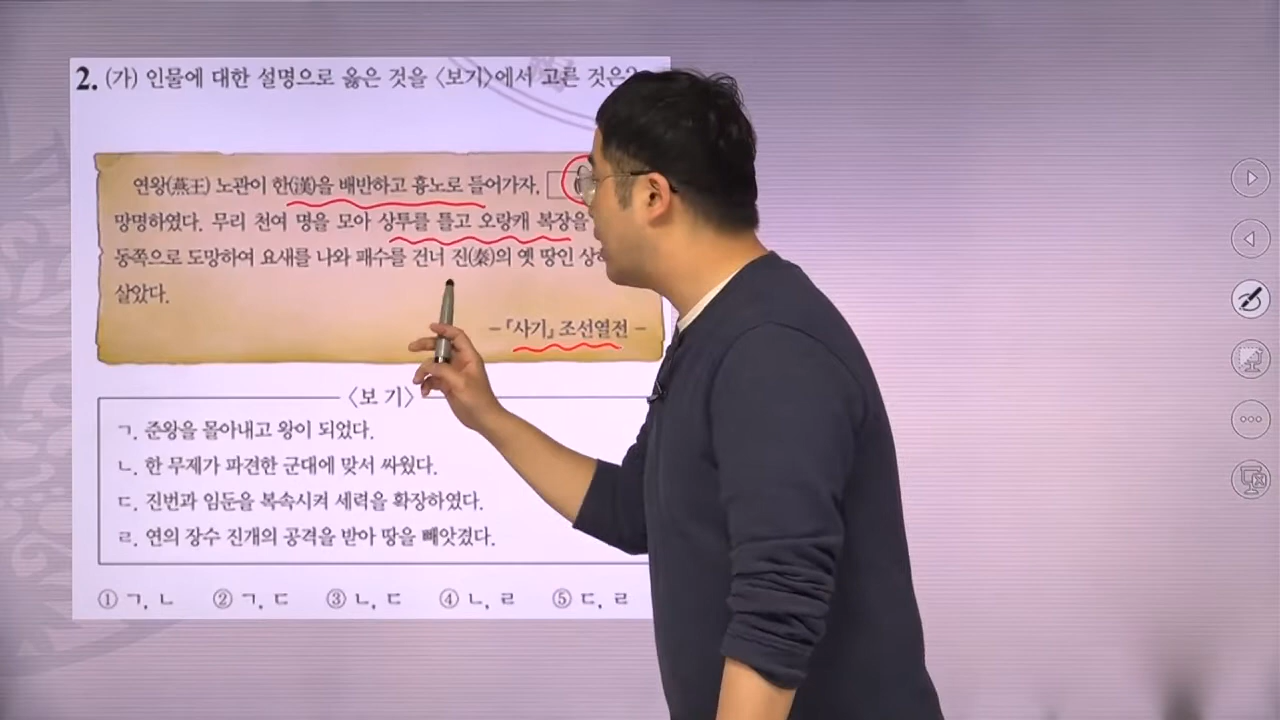 2. (가) 인물에 대한 설명으로 옳은 것을 〈보기〉에서 고른 것은?
연왕(燕王) 노관이 한(漢)을 배반하고 흉노로 들어가자,
망명하였다. 무리 천여 명을 모아 상투를 틀고 오랑캐 복장을
동쪽으로 도망하여 요새를 나와 패수를 건너 진(秦)의 옛 땅인
살았다.
-『사기』조선열전 -
〈보 기〉
ㄱ. 준왕을 몰아내고 왕이 되었다.
ㄴ. 한 무제가 파견한 군대에 맞서 싸웠다.
ㄷ. 진번과 임둔을 복속시켜 세력을 확장하였다.
ㄹ. 연의 장수 진개의 공격을 받아 땅을 빼앗겼다.
① ㄱ, ㄴ ② ㄱ, ㄷ ③ ㄴ, ㄷ ④ ㄴ, ㄹ ⑤ ㄷ, ㄹ